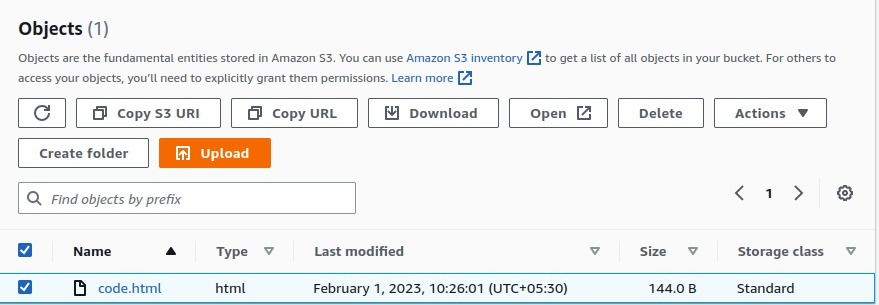 Objects (1)
Objects are the fundamental entities stored in Amazon S3. You can use Amazon S3 inventory to get a list of all objects in your bucket. For others to
access your objects, you'll need to explicitly grant them permissions. Learn more
Copy S3 URI Copy URL Download Open Delete Actions
Create folder Upload
Find objects by prefix 1
Name Type Last modified Size Storage class
code.html html February 1, 2023, 10:26:01 (UTC+05:30) 144.0 B Standard